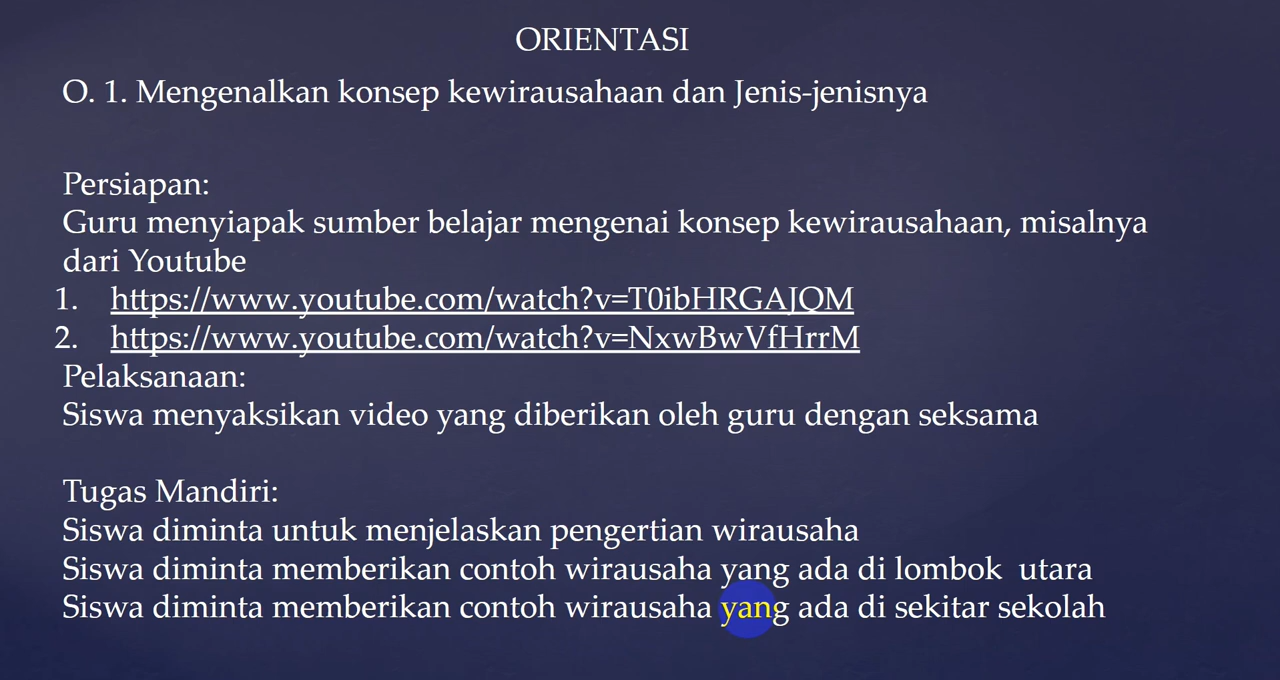 ORIENTASI
O. 1. Mengenalkan konsep kewirausahaan dan Jenis-jenisnya
Persiapan:
Guru menyiapak sumber belajar mengenai konsep kewirausahaan, misalnya
dari Youtube
1. https://www.youtube.com/watch?v=T0ibHRGAJQM
2. https://www.youtube.com/watch?v=NxwBwVfHrrM
Pelaksanaan:
Siswa menyaksikan video yang diberikan oleh guru dengan seksama
Tugas Mandiri:
Siswa diminta untuk menjelaskan pengertian wirausaha
Siswa diminta memberikan contoh wirausaha yang ada di lombok utara
Siswa diminta memberikan contoh wirausaha yang ada di sekitar sekolah